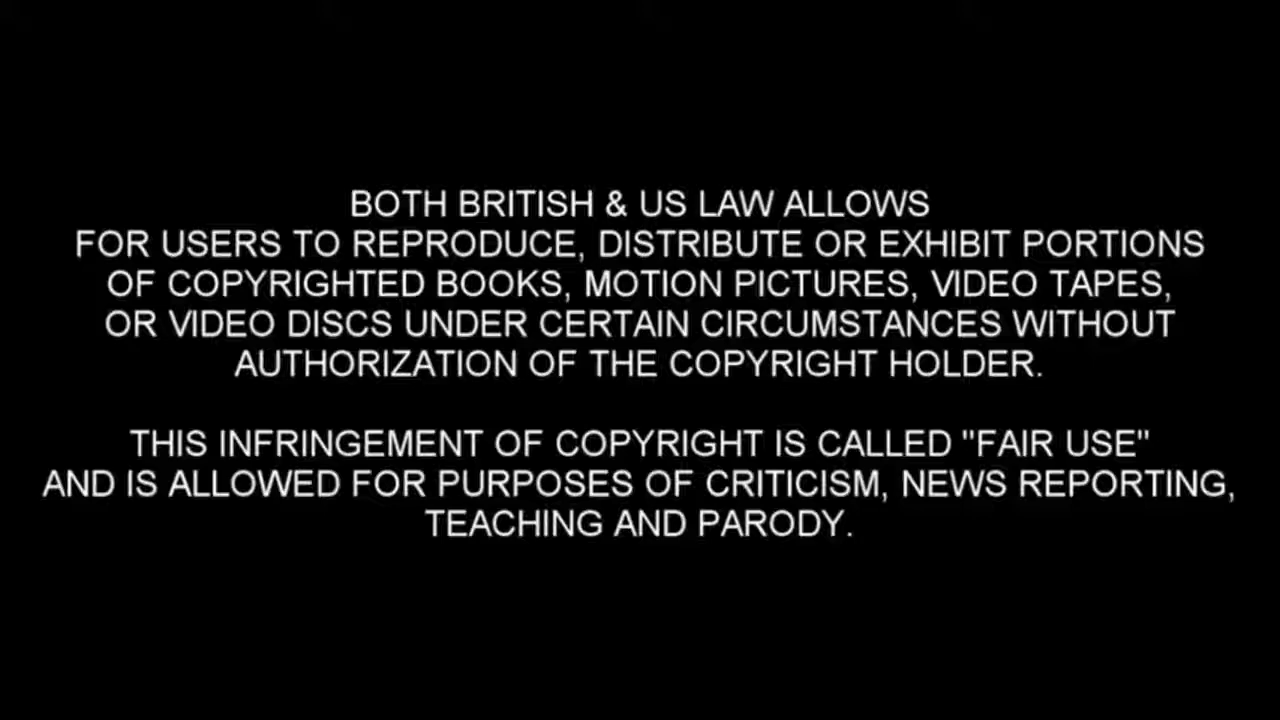 BOTH BRITISH & US LAW ALLOWS
FOR USERS TO REPRODUCE, DISTRIBUTE OR EXHIBIT PORTIONS
OF COPYRIGHTED BOOKS, MOTION PICTURES, VIDEO TAPES,
OR VIDEO DISCS UNDER CERTAIN CIRCUMSTANCES WITHOUT
AUTHORIZATION OF THE COPYRIGHT HOLDER.
THIS INFRINGEMENT OF COPYRIGHT IS CALLED "FAIR USE"
AND IS ALLOWED FOR PURPOSES OF CRITICISM, NEWS REPORTING,
TEACHING AND PARODY.